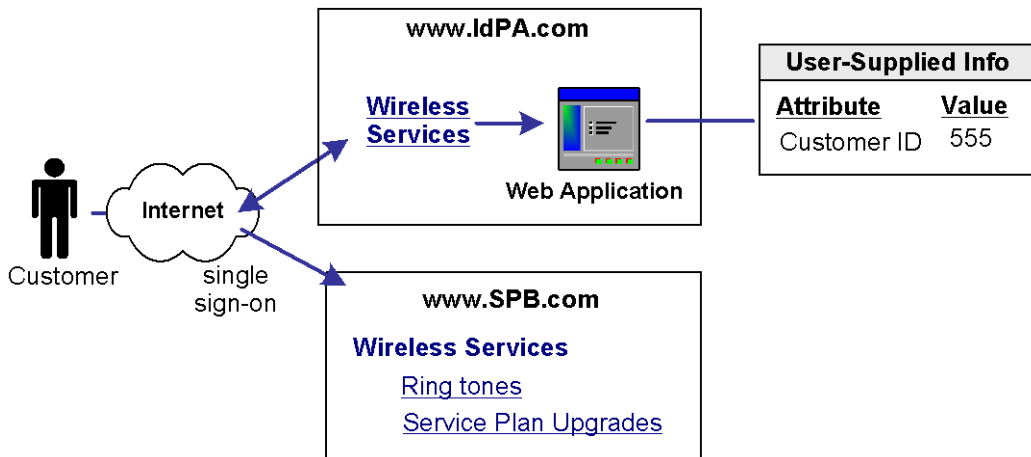 www.IdPA.com
Wireless
Services
Web Application
User-Supplied Info
Attribute Value
Customer ID 555
Internet
Customer
single
sign-on
www.SPB.com
Wireless Services
Ring tones
Service Plan Upgrades